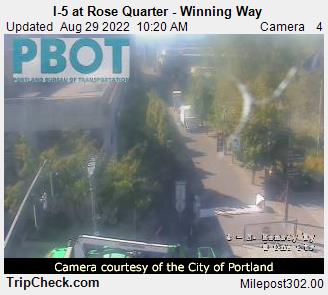 I-5 at Rose Quarter - Winning Way
Updated Aug 29 2022 10:20 AM Camera 4
PBOT
PORTLAND BUREAU OF TRANSPORTATION
Camera courtesy of the City of Portland
TripCheck.com Milepost302.00